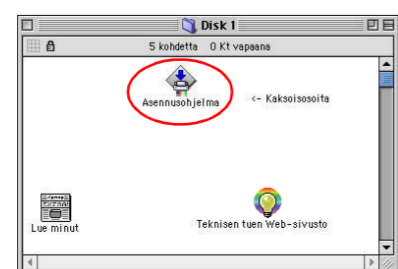 Disk 1
5 kohdetta 0 Kt vapaana
Asennusohjelma
<- Kaksoisosoita
Lue minut
Teknisen tuen Web-sivusto